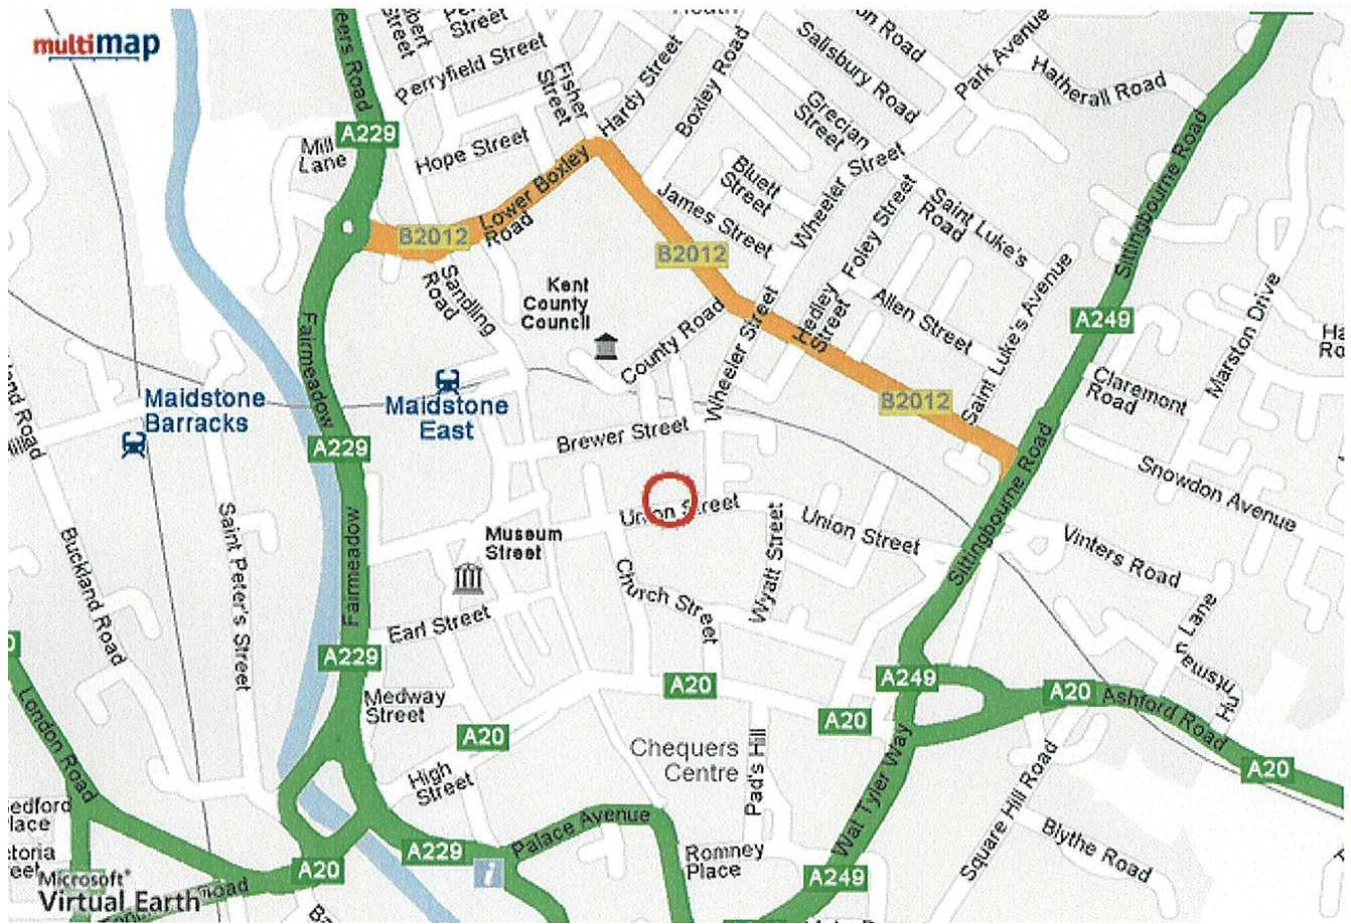 multimap
A229
Mill
Lane
Perryfield Street
Fisher
Street
Hardy Street
Boxley Road
Salisbury Road
Park Avenue
Hatherall Road
Grecian
Street
Hope Street
Lower Boxley
Road
B2012
Bluett
Street
James Street
Wheeler Street
Foley Street
Saint Luke's
Road
Sittingbourne Road
B2012
Sandling
Road
Kent
County
Council
County Road
Wheeler Street
Hedley
Street
Allen Street
Saint Luke's Avenue
A249
Marston Drive
Fairmeadow
Claremont
Road
Maidstone
Barracks
Maidstone
East
B2012
A229
Brewer Street
Sittingbourne Road
Snowdon Avenue
Union Street
Museum
Street
Union Street
Wyatt Street
Vinters Road
Buckland Road
Saint Peter's Street
Fairmeadow
Church Street
Earl Street
Lane
A229
A20
A249
A20
Ashford Road
London Road
Medway
Street
A20
A20
Chequers
Centre
Pad's Hill
Wat Tyler Way
A20
High
Street
Square Hill Road
Palace Avenue
Blythe Road
A229
i
Romney
Place
A20
A249
Microsoft®
Virtual Earth